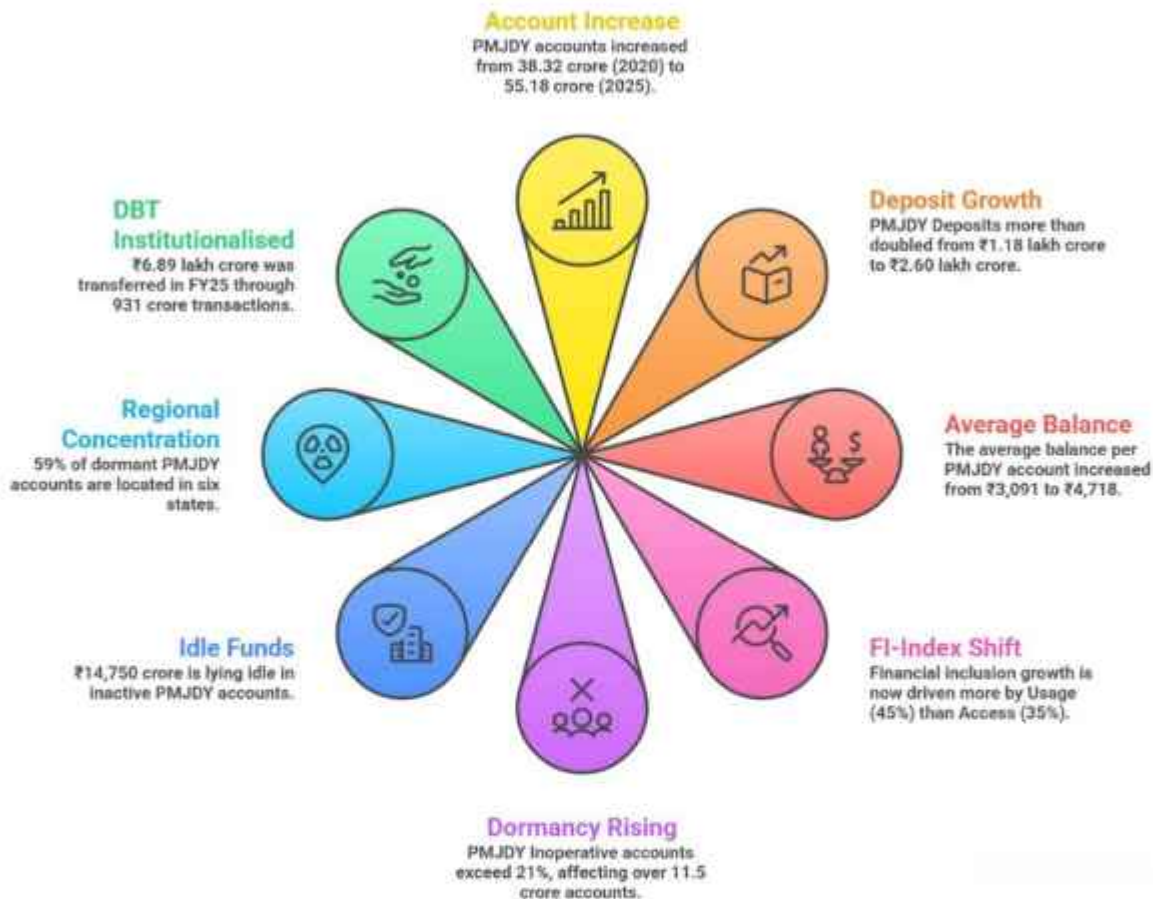 Account Increase
PMJDY accounts increased
from 38.32 crore (2020) to
55.18 crore (2025).
Deposit Growth
PMJDY Deposits more than
doubled from ₹1.18 lakh crore
to ₹2.60 lakh crore.
Average Balance
The average balance per
PMJDY account increased
from ₹3,091 to ₹4,718.
FI-Index Shift
Financial inclusion growth is
now driven more by Usage
(45%) than Access (35%).
Dormancy Rising
PMJDY Inoperative accounts
exceed 21%, affecting over 11.5
crore accounts.
Idle Funds
₹14,750 crore is lying idle in
inactive PMJDY accounts.
Regional
Concentration
59% of dormant PMJDY
accounts are located in six
states.
DBT
Institutionalised
₹6.89 lakh crore was
transferred in FY25 through
931 crore transactions.
$